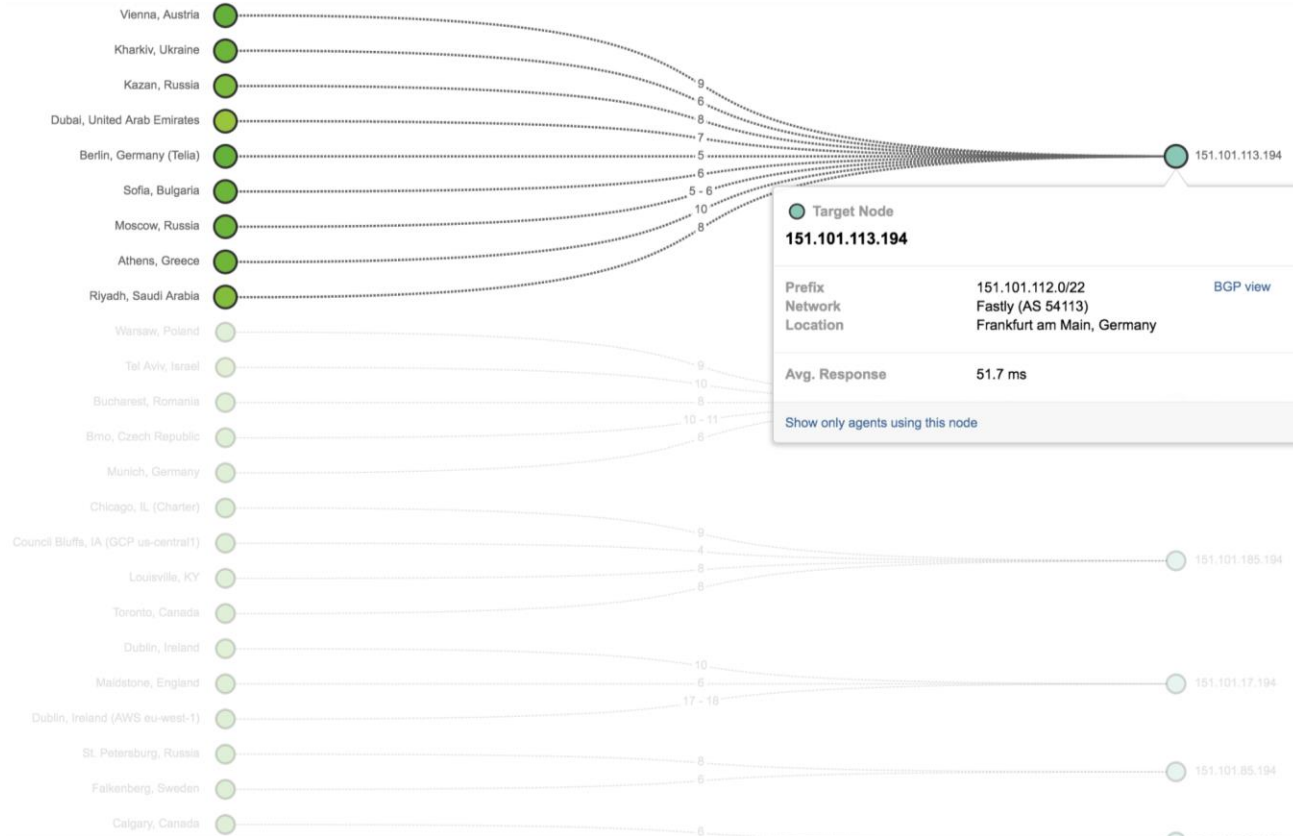 Vienna, Austria
Kharkiv, Ukraine
Kazan, Russia
Dubai, United Arab Emirates
Berlin, Germany (Telia)
Sofia, Bulgaria
Moscow, Russia
Athens, Greece
Riyadh, Saudi Arabia
Warsaw, Poland
Tel Aviv, Israel
Bucharest, Romania
Brno, Czech Republic
Munich, Germany
Chicago, IL (Charter)
Council Bluffs, IA (GCP us-central1)
Louisville, KY
Toronto, Canada
Dublin, Ireland
Maidstone, England
Dublin, Ireland (AWS eu-west-1)
St. Petersburg, Russia
Falkenberg, Sweden
Calgary, Canada
9
6
8
7
5
6
5 - 6
10
8
9
10
8
10 - 11
9
4
10
6
17 - 18
8
6
6
151.101.113.194
Target Node
151.101.113.194
Prefix 151.101.112.0/22 BGP view
Network Fastly (AS 54113)
Location Frankfurt am Main, Germany
Avg. Response 51.7 ms
Show only agents using this node
151.101.185.194
151.101.17.194
151.101.85.194